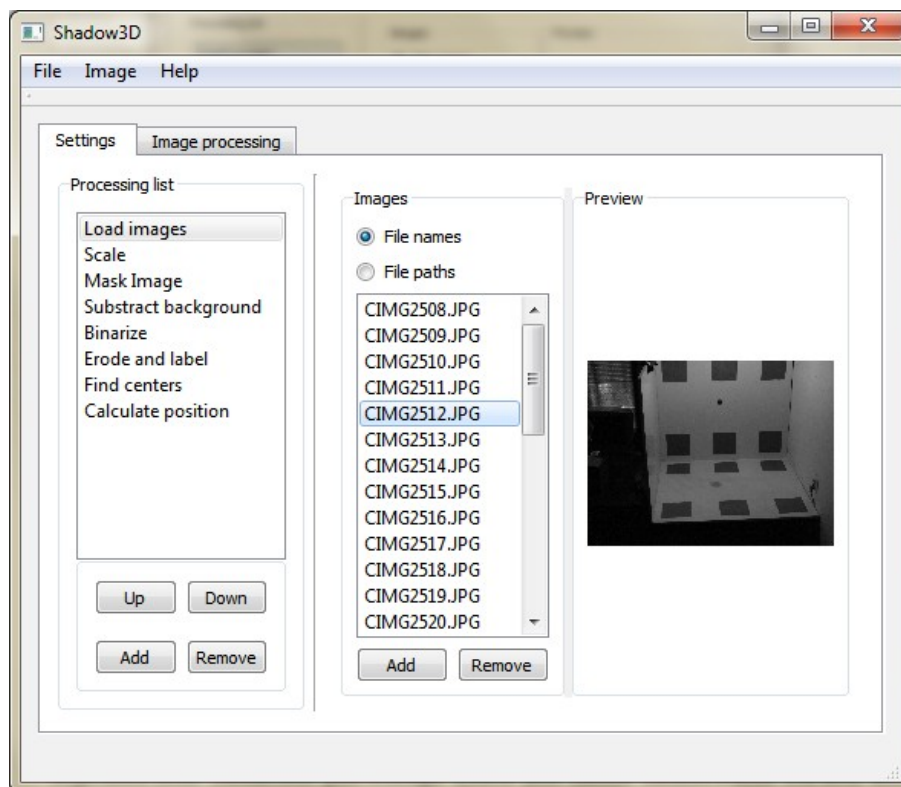 Shadow3D
File Image Help
Settings Image processing
Processing list
Load images
Scale
Mask Image
Substract background
Binarize
Erode and label
Find centers
Calculate position
Up Down
Add Remove
Images
File names
File paths
CIMG2508.JPG
CIMG2509.JPG
CIMG2510.JPG
CIMG2511.JPG
CIMG2512.JPG
CIMG2513.JPG
CIMG2514.JPG
CIMG2515.JPG
CIMG2516.JPG
CIMG2517.JPG
CIMG2518.JPG
CIMG2519.JPG
CIMG2520.JPG
Add Remove
Preview